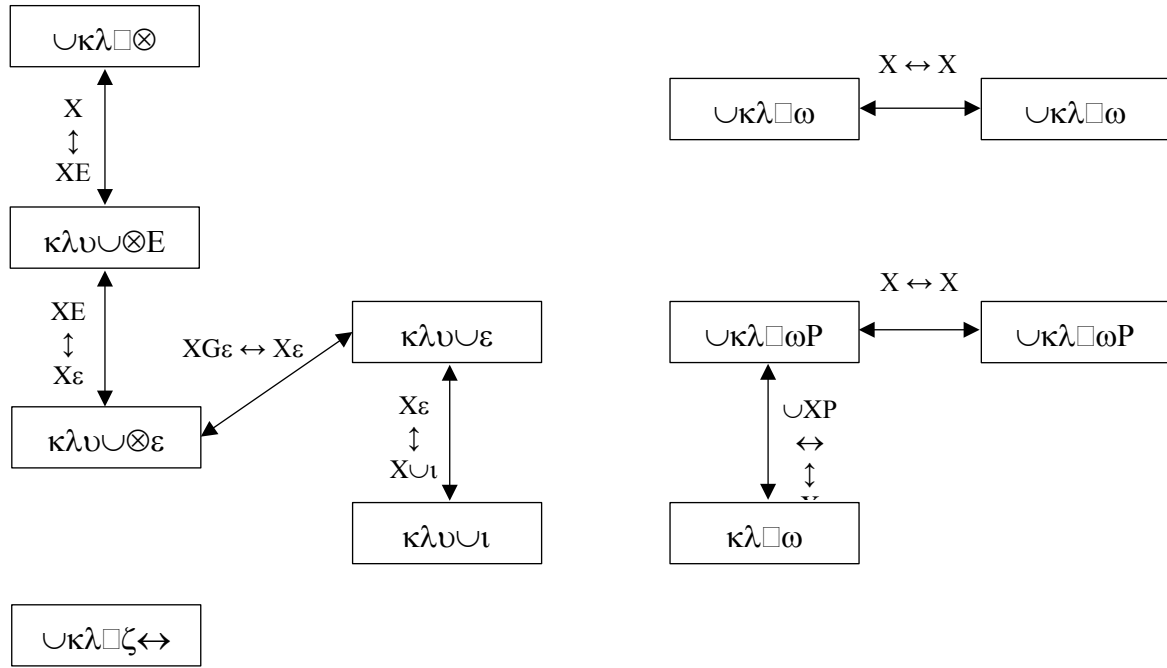 ∪κλ□⊗
X
↕
XE
κλυ∪⊗E
XE
↕
Xε
κλυ∪⊗ε
XGε ↔ Xε
κλυ∪ε
Xε
↕
X∪ι
κλυ∪ι
∪κλ□ζ↔
X ↔ X
∪κλ□ω
∪κλ□ω
X ↔ X
∪κλ□ωP
∪κλ□ωP
∪XP
↔
↕
κλ□ω